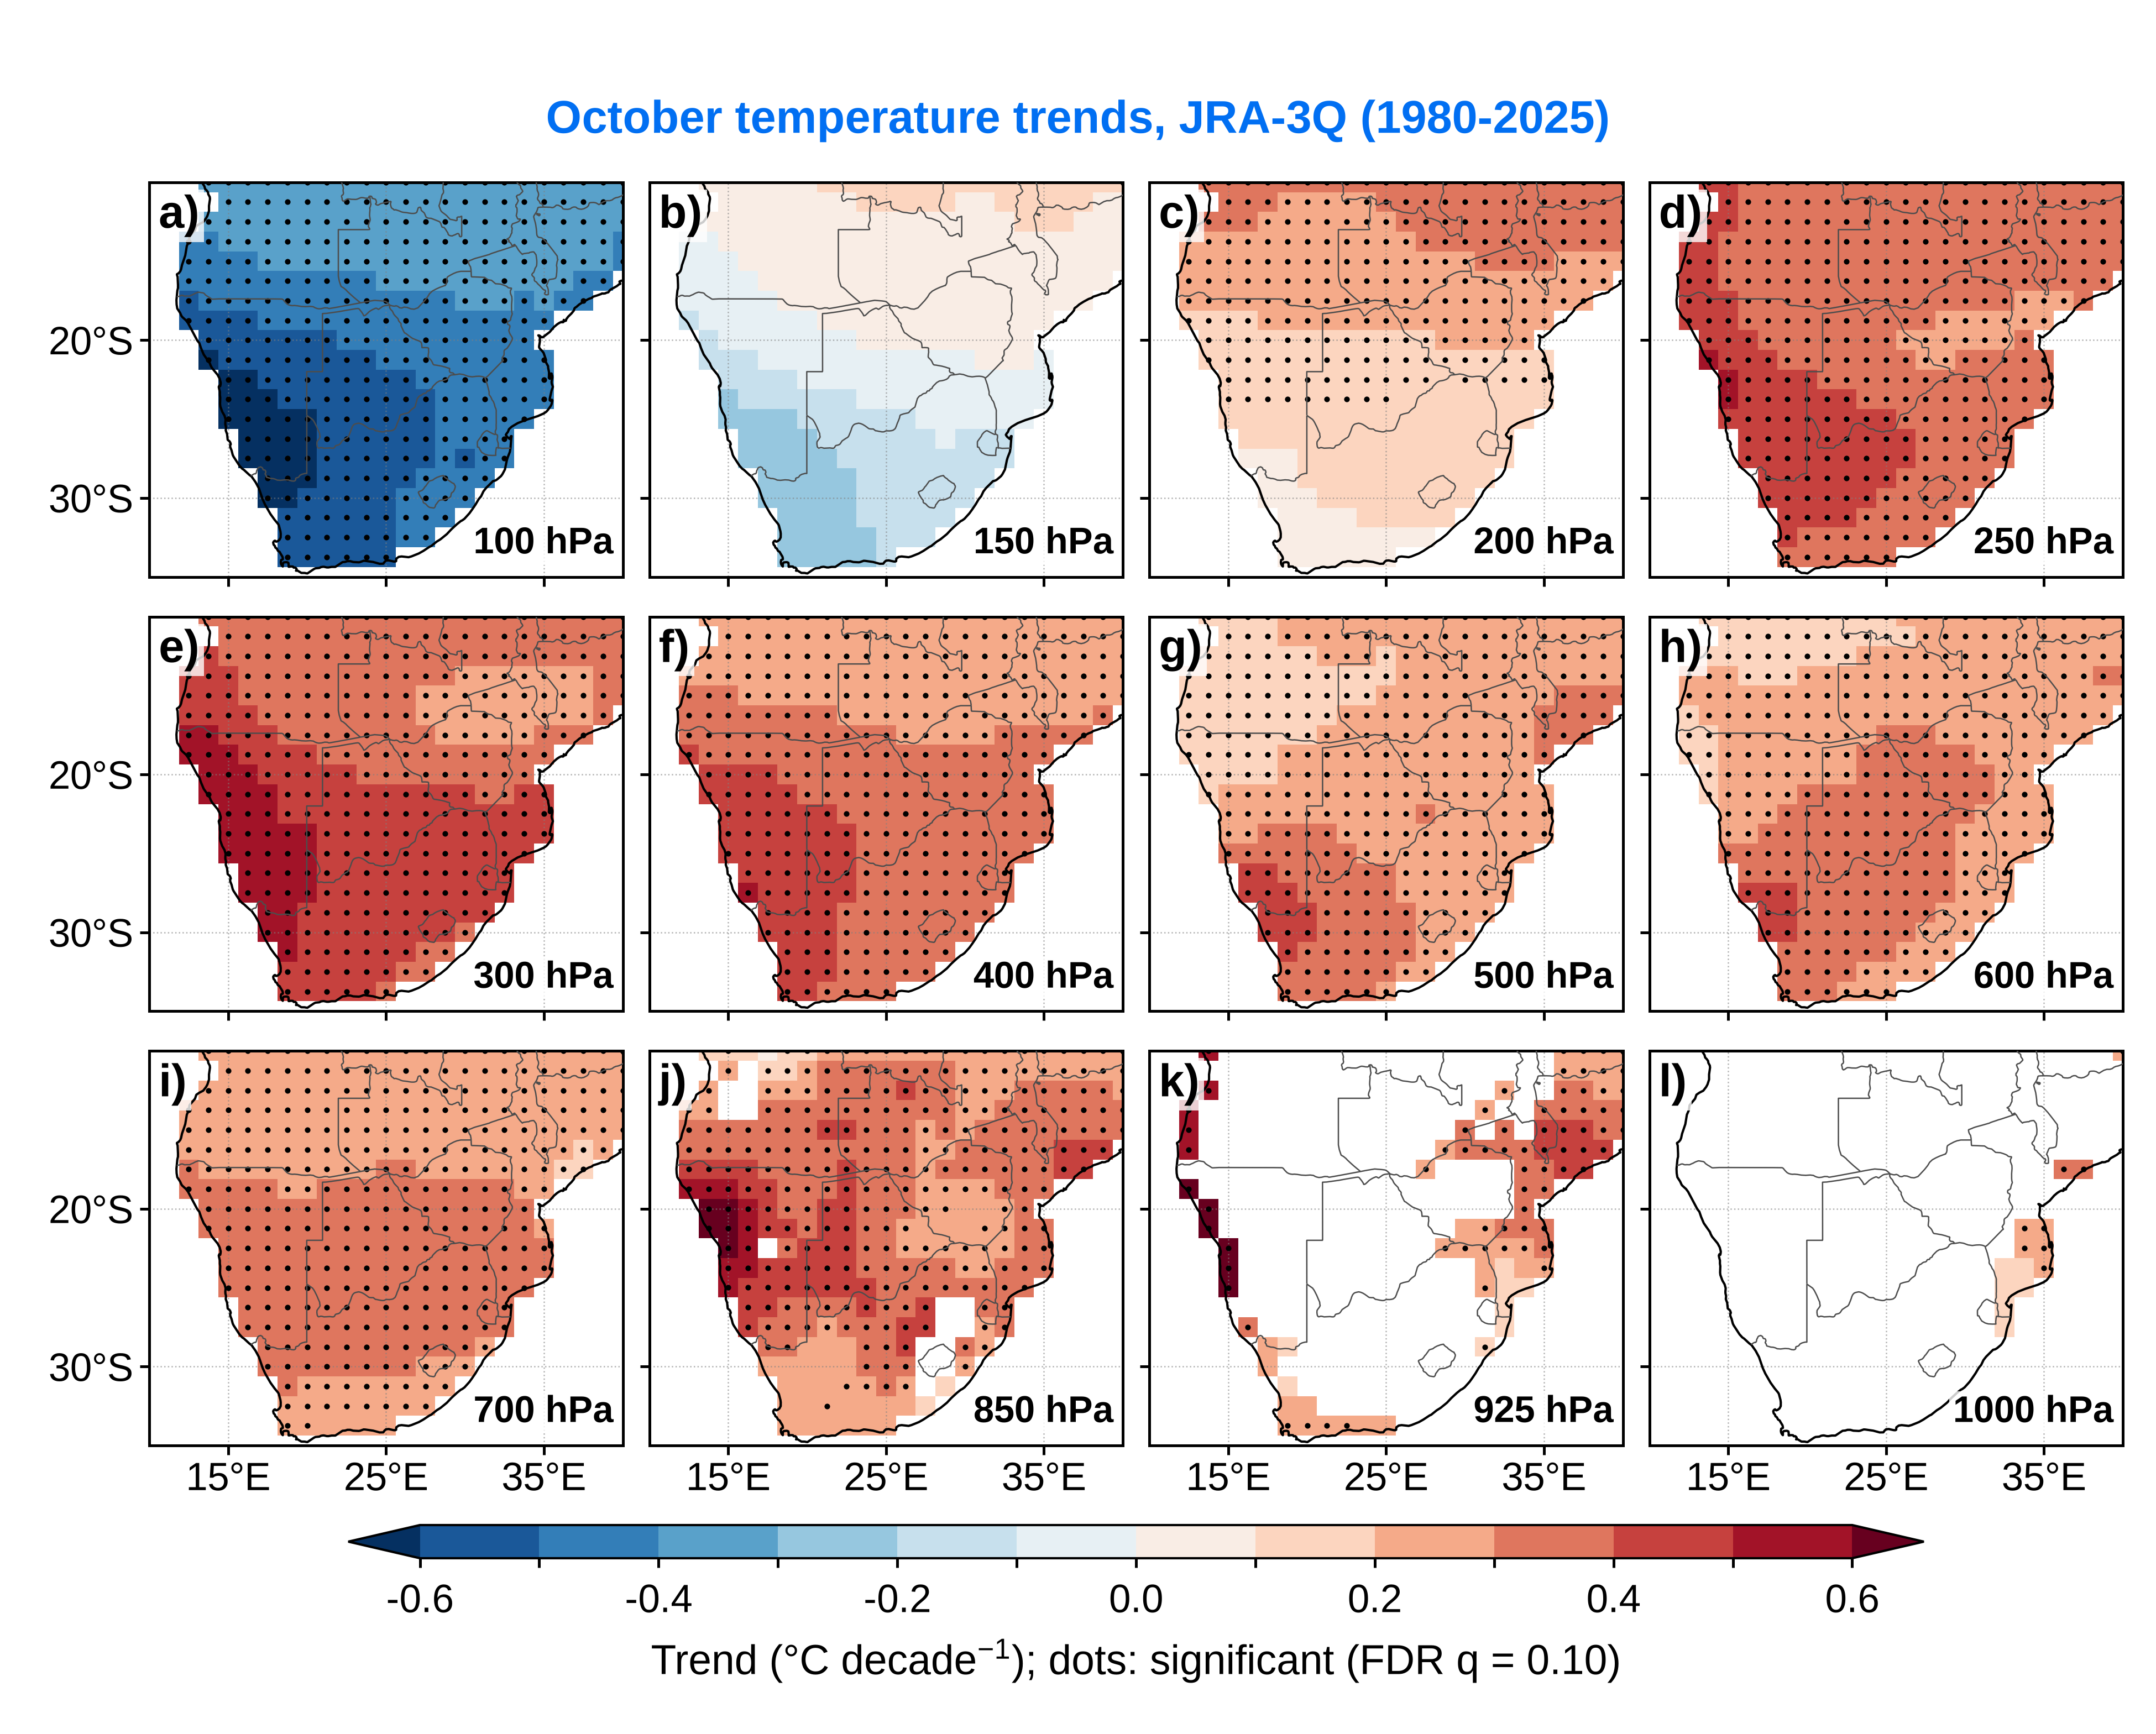 October temperature trends, JRA-3Q (1980-2025)
a) b) c) d)
20°S
30°S
100 hPa 150 hPa 200 hPa 250 hPa
e) f) g) h)
20°S
30°S
300 hPa 400 hPa 500 hPa 600 hPa
i) j) k) l)
20°S
30°S
700 hPa 850 hPa 925 hPa 1000 hPa
15°E 25°E 35°E 15°E 25°E 35°E 15°E 25°E 35°E 15°E 25°E 35°E
-0.6 -0.4 -0.2 0.0 0.2 0.4 0.6
Trend (°C decade⁻¹); dots: significant (FDR q = 0.10)